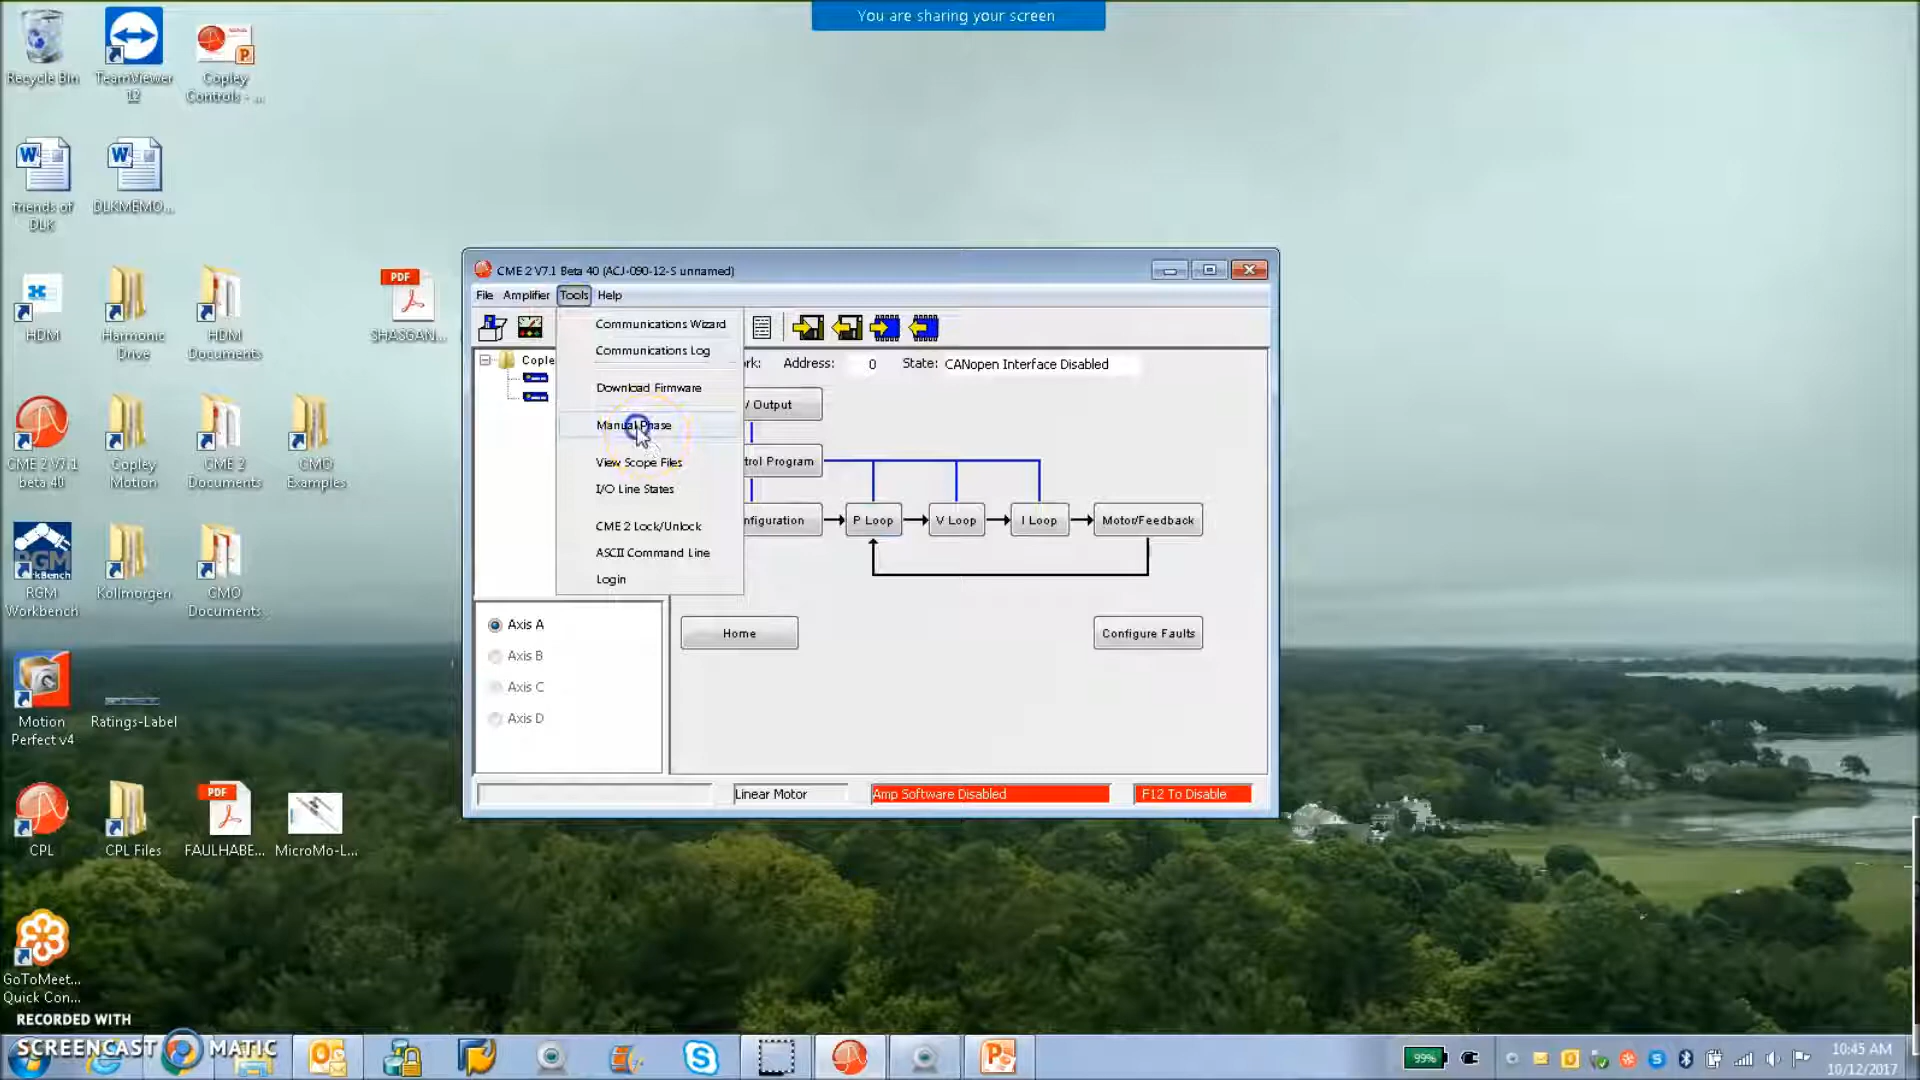 You are sharing your screen
Recycle Bin
TeamViewer
12
Copley
Controls - ...
friends of
DLK
DLKMEMO...
HDM
Harmonic
Drive
HDM
Documents
PDF
SHASGAN...
CME 2 V7.1
beta 40
Copley
Motion
CME 2
Documents
CMO
Examples
RGM
Workbench
Kollmorgen
CMO
Documents
Motion
Perfect v4
Ratings-Label
CPL
CPL Files
PDF
FAULHABE...
MicroMo-L...
GoToMeet...
Quick Con...
CME 2 V7.1 Beta 40 (ACJ-090-12-S unnamed)
File Amplifier Tools Help
Communications Wizard
Communications Log
Download Firmware
Manual Phase
View Scope Files
I/O Line States
CME 2 Lock/Unlock
ASCII Command Line
Login
Cople
rk: Address: 0 State: CANopen Interface Disabled
/ Output
trol Program
nfiguration
P Loop
V Loop
I Loop
Motor/Feedback
Home
Configure Faults
Axis A
Axis B
Axis C
Axis D
Linear Motor
Amp Software Disabled
F12 To Disable
RECORDED WITH
SCREENCAST MATIC
99%
10:45 AM
10/12/2017